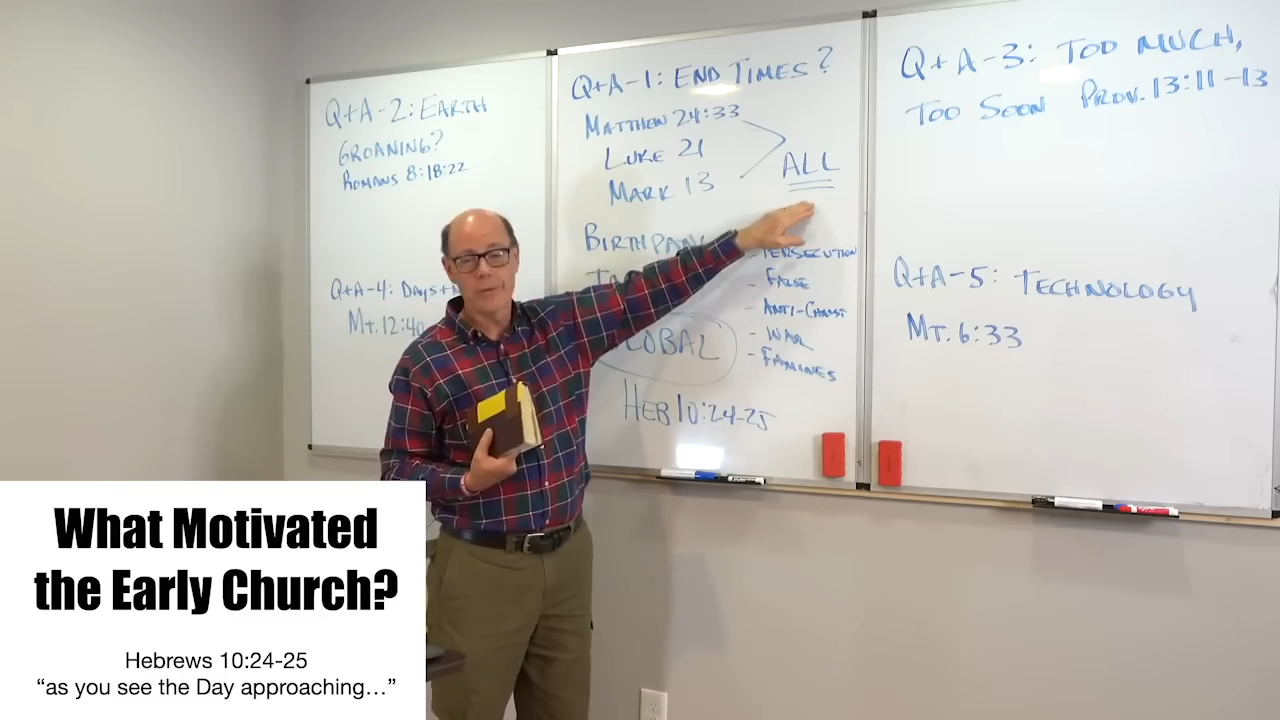 Q+A-2: EARTH
GROANING?
ROMANS 8:18:22
Q+A-4: DAYS+
MT. 12:40
Q+A-1: END TIMES?
MATTHEW 24:33
LUKE 21
MARK 13
ALL
BIRTHPAN
- PERSECUTION
- FALSE
- ANTI-CHRIST
- WAR
- FAMINES
LOBAL
HEB 10:24-25
Q+A-3: TOO MUCH,
TOO SOON PROV. 13:11-13
Q+A-5: TECHNOLOGY
MT. 6:33
What Motivated
the Early Church?
Hebrews 10:24-25
“as you see the Day approaching…”